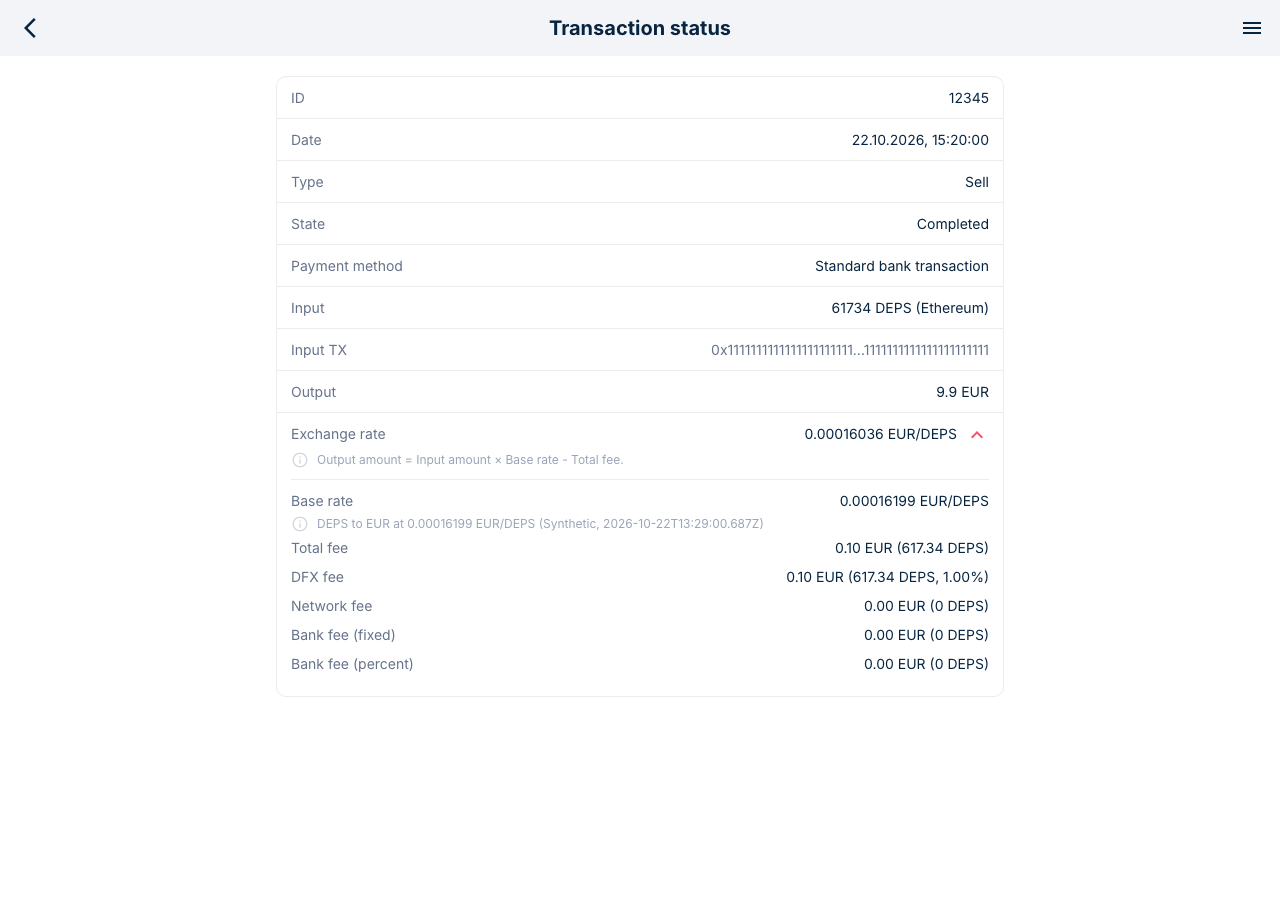 Transaction status
ID 12345
Date 22.10.2026, 15:20:00
Type Sell
State Completed
Payment method Standard bank transaction
Input 61734 DEPS (Ethereum)
Input TX 0x1111111111111111111111...1111111111111111111111
Output 9.9 EUR
Exchange rate 0.00016036 EUR/DEPS
Output amount = Input amount × Base rate - Total fee.
Base rate 0.00016199 EUR/DEPS
DEPS to EUR at 0.00016199 EUR/DEPS (Synthetic, 2026-10-22T13:29:00.687Z)
Total fee 0.10 EUR (617.34 DEPS)
DFX fee 0.10 EUR (617.34 DEPS, 1.00%)
Network fee 0.00 EUR (0 DEPS)
Bank fee (fixed) 0.00 EUR (0 DEPS)
Bank fee (percent) 0.00 EUR (0 DEPS)